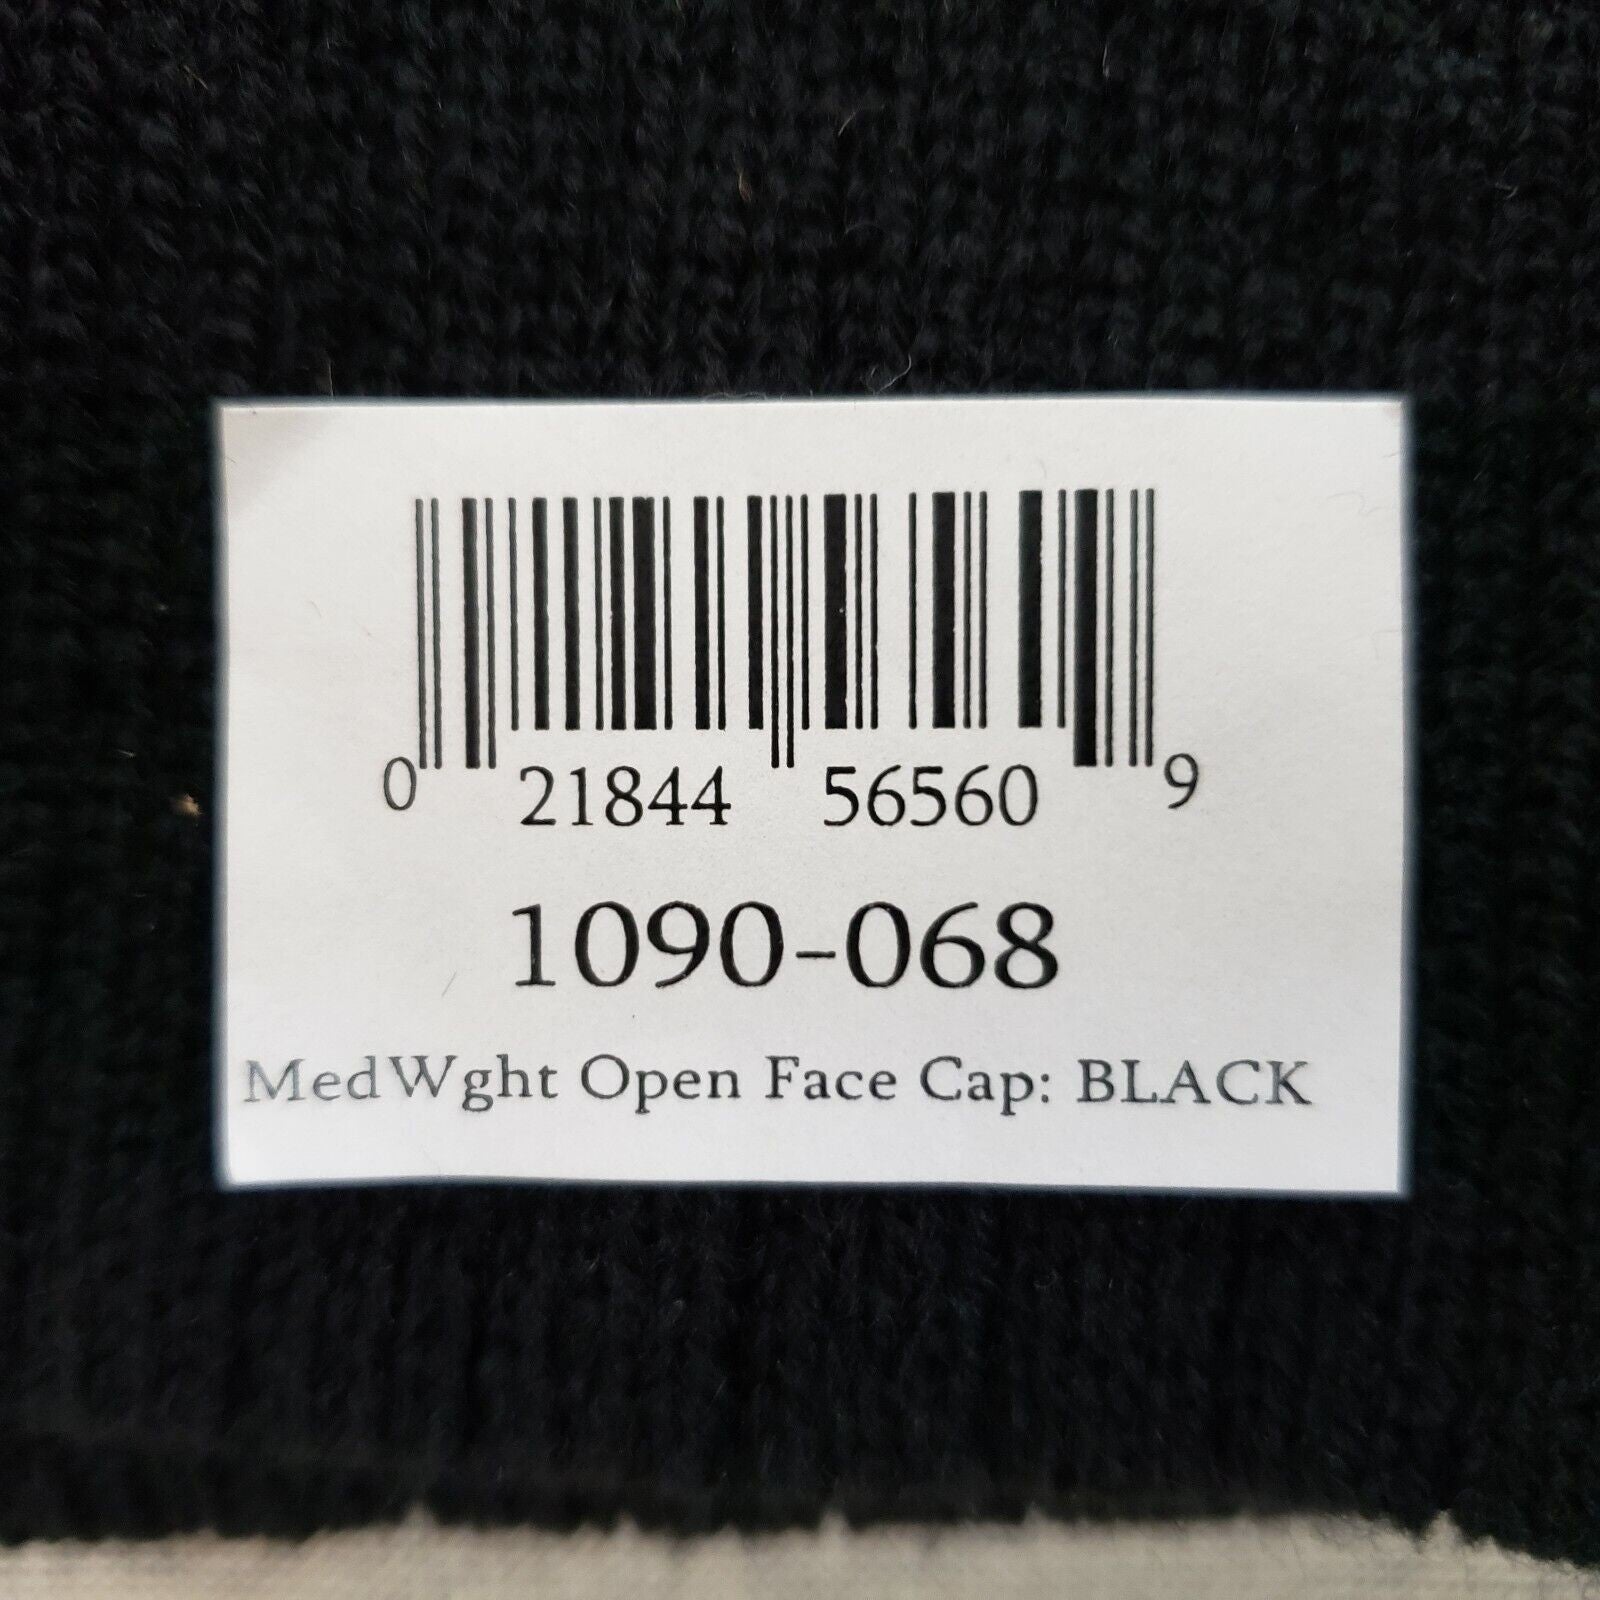 0 21844 56560 9
1090-068
MedWght Open Face Cap: BLACK